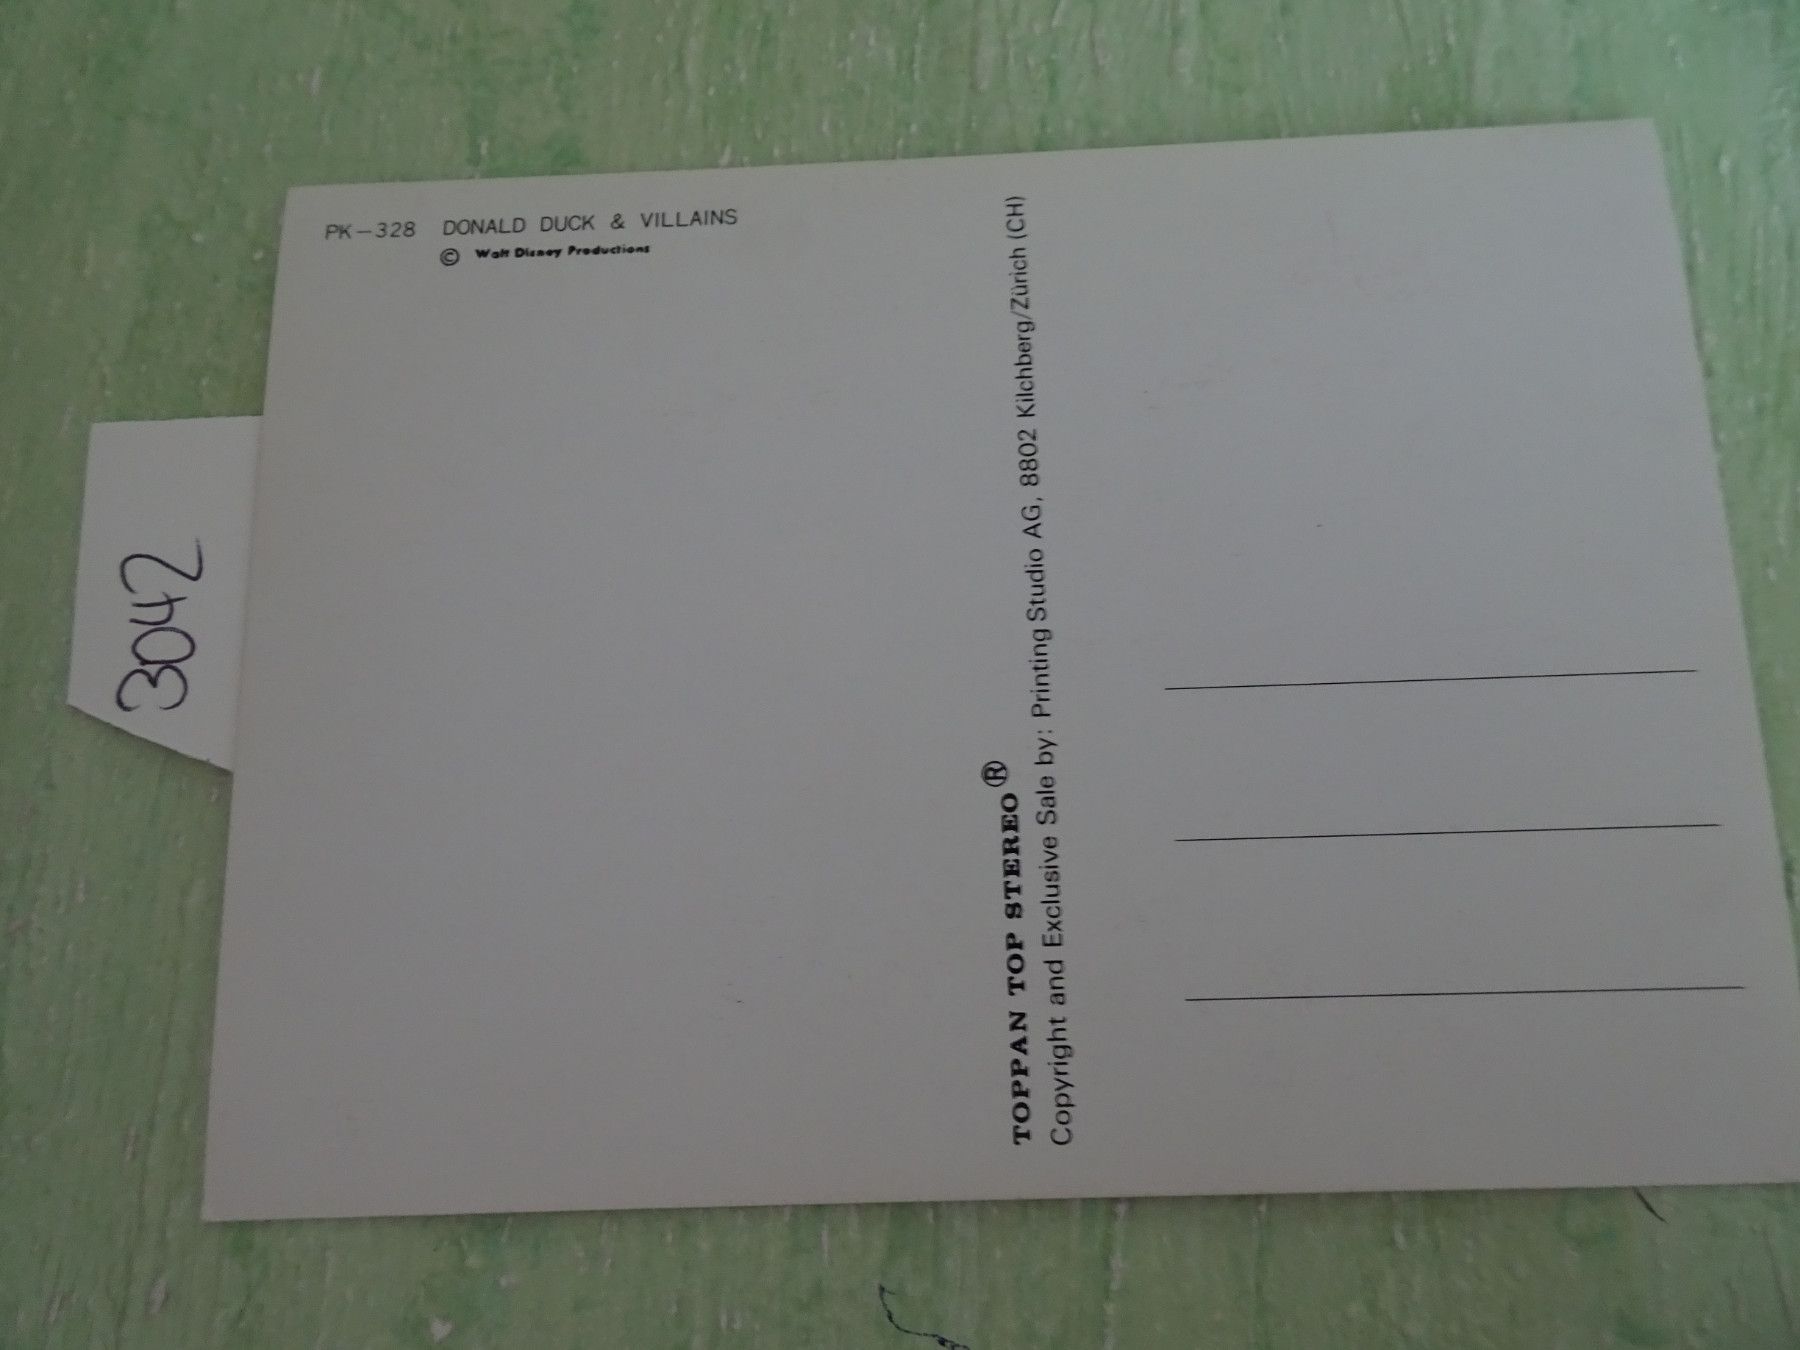 PK-328 DONALD DUCK & VILLAINS
© Walt Disney Productions
TOPPAN TOP STEREO®
Copyright and Exclusive Sale by: Printing Studio AG, 8802 Kilchberg/Zürich (CH)
3042